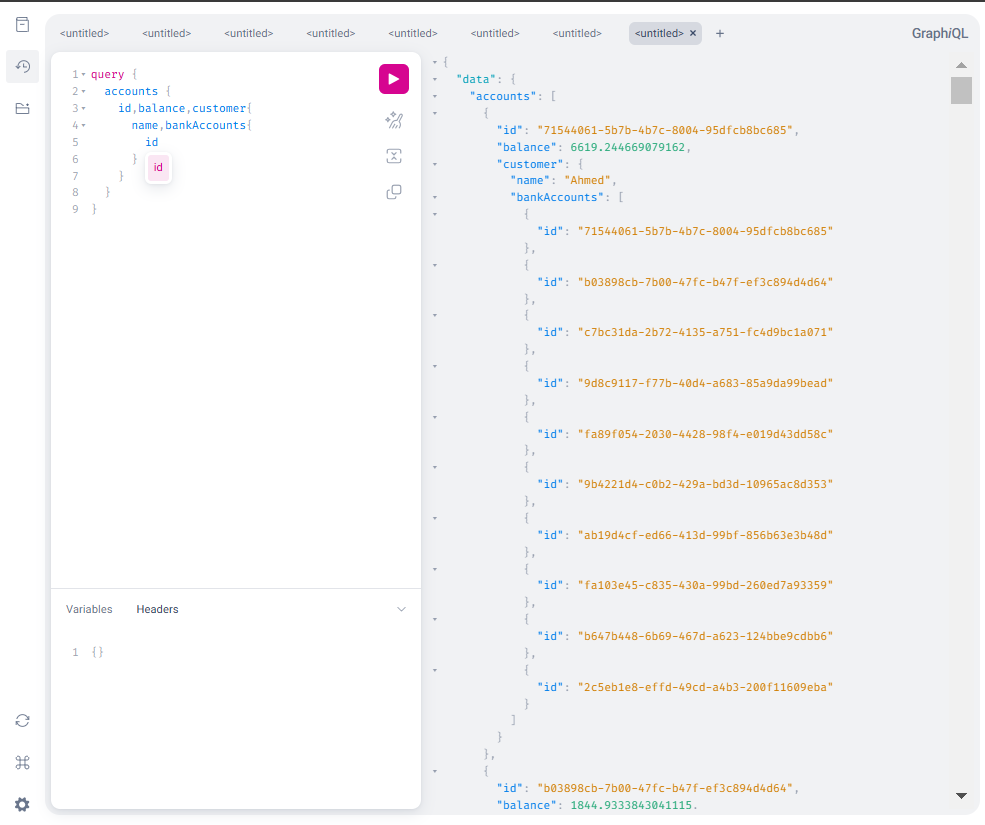 <untitled> <untitled> <untitled> <untitled> <untitled> <untitled> <untitled> <untitled> × + GraphiQL
1 query {
2 accounts {
3 id,balance,customer{
4 name,bankAccounts{
5 id
6 }
7 }
8 }
9 }
id
Variables Headers
1 {}
{
"data": {
"accounts": [
{
"id": "71544061-5b7b-4b7c-8004-95dfcb8bc685",
"balance": 6619.244669079162,
"customer": {
"name": "Ahmed",
"bankAccounts": [
{
"id": "71544061-5b7b-4b7c-8004-95dfcb8bc685"
},
{
"id": "b03898cb-7b00-47fc-b47f-ef3c894d4d64"
},
{
"id": "c7bc31da-2b72-4135-a751-fc4d9bc1a071"
},
{
"id": "9d8c9117-f77b-40d4-a683-85a9da99bead"
},
{
"id": "fa89f054-2030-4428-98f4-e019d43dd58c"
},
{
"id": "9b4221d4-c0b2-429a-bd3d-10965ac8d353"
},
{
"id": "ab19d4cf-ed66-413d-99bf-856b63e3b48d"
},
{
"id": "fa103e45-c835-430a-99bd-260ed7a93359"
},
{
"id": "b647b448-6b69-467d-a623-124bbe9cdbb6"
},
{
"id": "2c5eb1e8-effd-49cd-a4b3-200f11609eba"
}
]
}
},
{
"id": "b03898cb-7b00-47fc-b47f-ef3c894d4d64",
"balance": 1844.9333843041115,